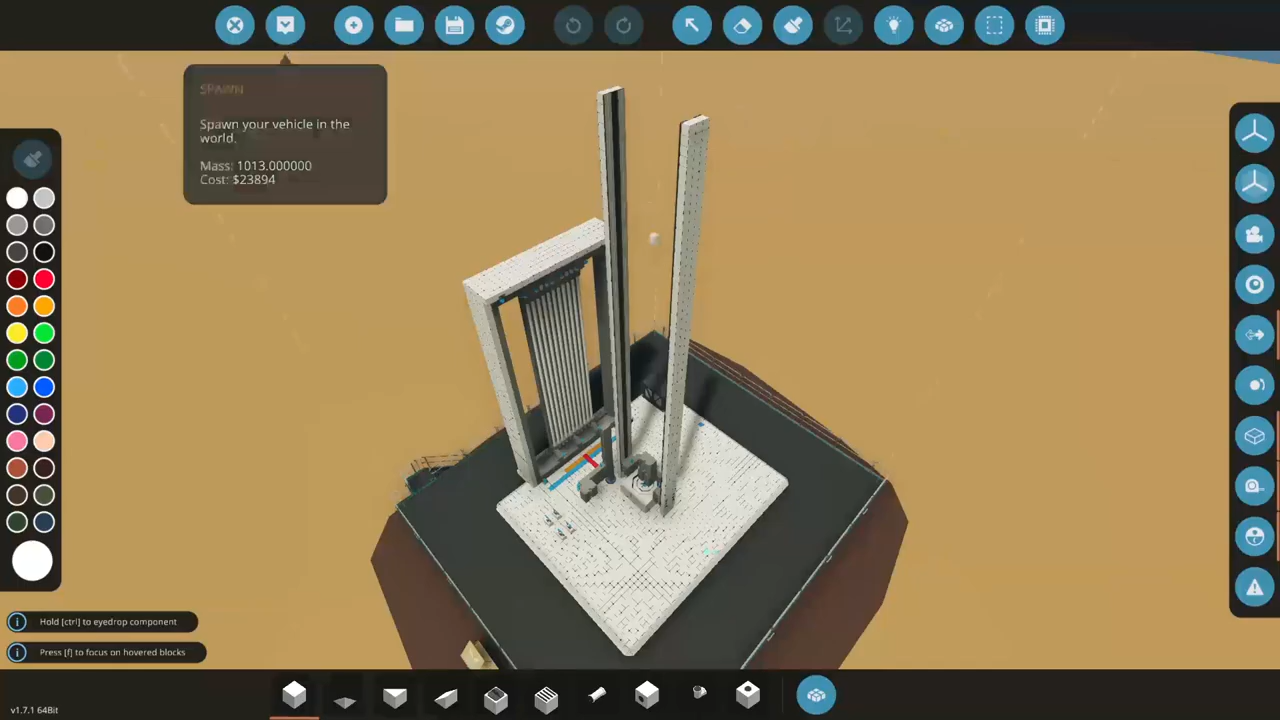 SPAWN
Spawn your vehicle in the
world.
Mass: 1013.000000
Cost: $23894
Hold [ctrl] to eyedrop component
Press [f] to focus on hovered blocks
v1.7.1 64Bit